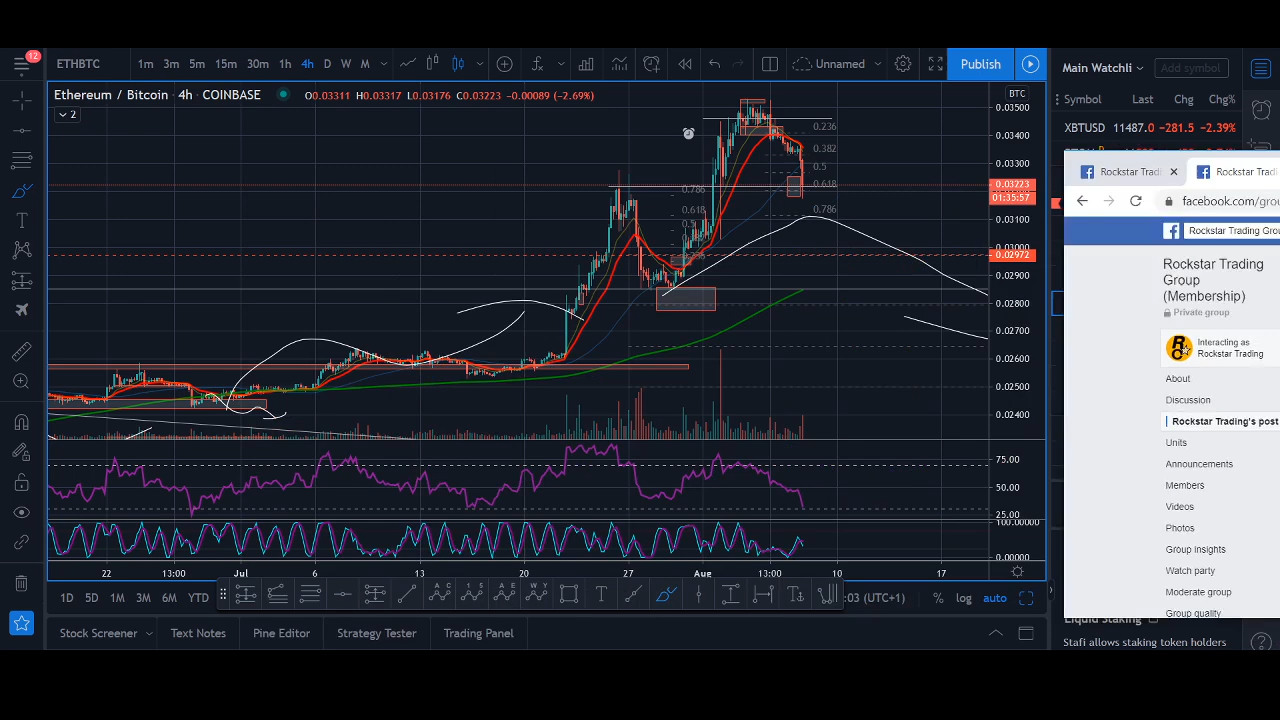 12
ETHBTC
1m 3m 5m 15m 30m 1h 4h D W M
Unnamed
Publish
Main Watchli
Add symbol
Ethereum / Bitcoin · 4h · COINBASE O0.03311 H0.03317 L0.03176 C0.03223 -0.00089 (-2.69%)
2
BTC
Symbol Last Chg Chg%
XBTUSD 11487.0 -281.5 -2.39%
0.03500
0.03400
0.03300
0.03223
01:35:57
0.03100
0.03000
0.02972
0.02900
0.02800
0.02700
0.02600
0.02500
0.02400
0.236
0.382
0.5
0.618
0.786
0.786
0.618
75.00
50.00
25.00
100.00000
0.00000
22 13:00 Jul 6 13 20 27 Aug 13:00 10 17
1D 5D 1M 3M 6M YTD
:03 (UTC+1) % log auto
Stock Screener Text Notes Pine Editor Strategy Tester Trading Panel
Rockstar Tradi
Rockstar Tradi
facebook.com/grou
Rockstar Trading Grou
Rockstar Trading
Group
(Membership)
Private group
Interacting as
Rockstar Trading
About
Discussion
Rockstar Trading's post
Units
Announcements
Members
Videos
Photos
Group insights
Watch party
Moderate group
Group quality
Liquid Staking
Stafi allows staking token holders